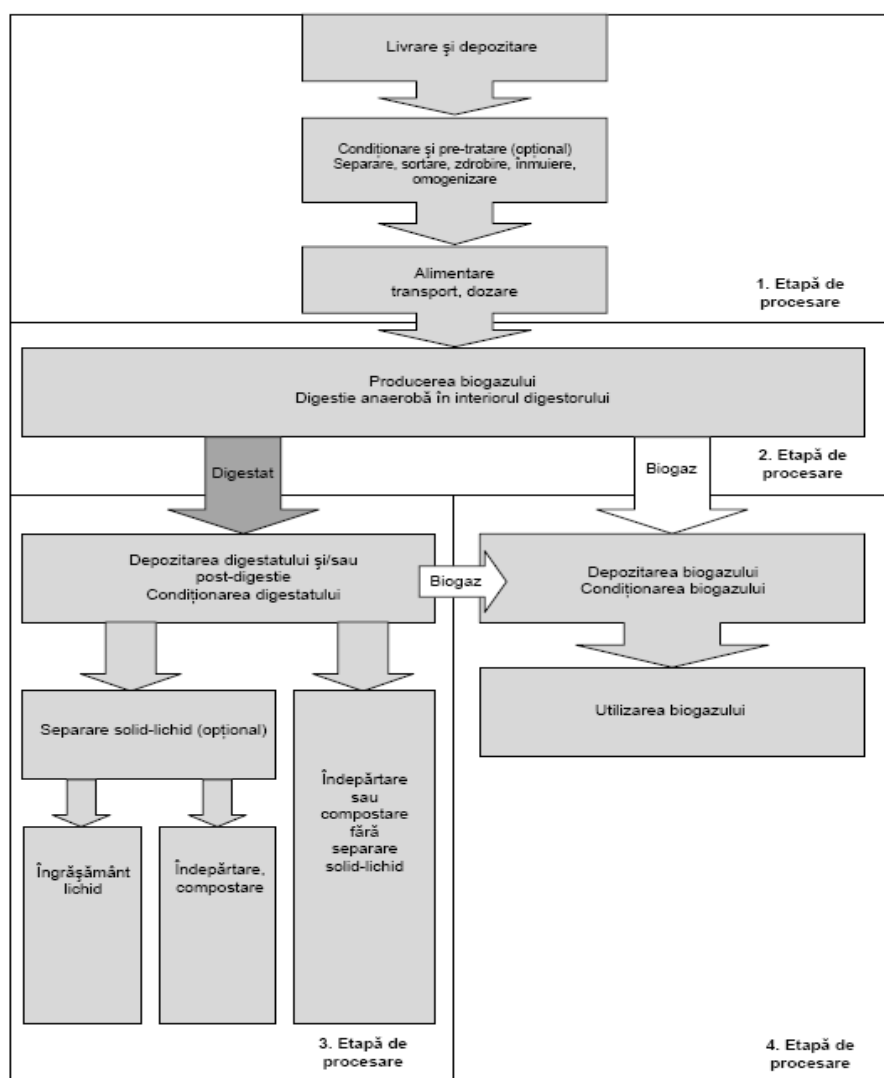 Livrare şi depozitare
Condiţionare şi pre-tratare (opţional)
Separare, sortare, zdrobire, înmuiere,
omogenizare
Alimentare
transport, dozare
1. Etapă de
procesare
Producerea biogazului
Digestie anaerobă în interiorul digestorului
2. Etapă de
procesare
Digestat
Biogaz
Depozitarea digestatului şi/sau
post-digestie
Condiţionarea digestatului
Biogaz
Depozitarea biogazului
Condiţionarea biogazului
Utilizarea biogazului
Separare solid-lichid (opţional)
Îndepărtare
sau
compostare
fără
separare
solid-lichid
Îngrăşământ
lichid
Îndepărtare,
compostare
3. Etapă de
procesare
4. Etapă de
procesare